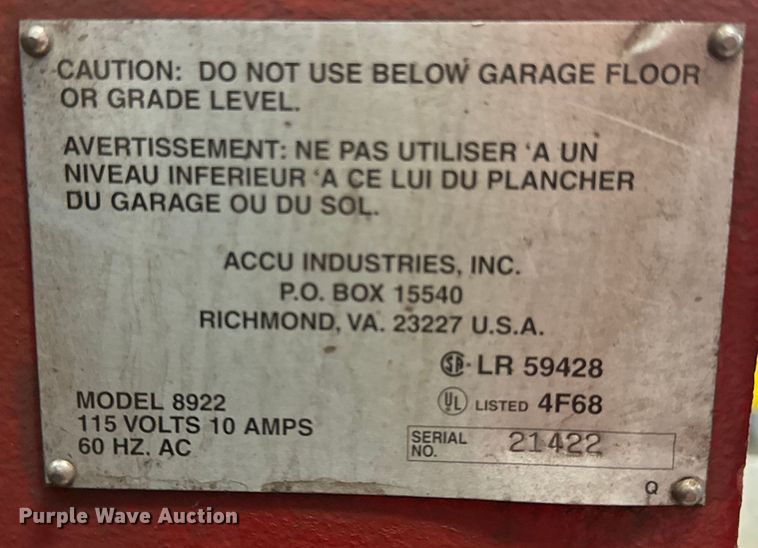 CAUTION: DO NOT USE BELOW GARAGE FLOOR
OR GRADE LEVEL.
AVERTISSEMENT: NE PAS UTILISER 'A UN
NIVEAU INFERIEUR 'A CE LUI DU PLANCHER
DU GARAGE OU DU SOL.
ACCU INDUSTRIES, INC.
P.O. BOX 15540
RICHMOND, VA. 23227 U.S.A.
SA LR 59428
MODEL 8922
UL LISTED 4F68
115 VOLTS 10 AMPS
60 HZ. AC
SERIAL NO. 21422
Q
Purple Wave Auction